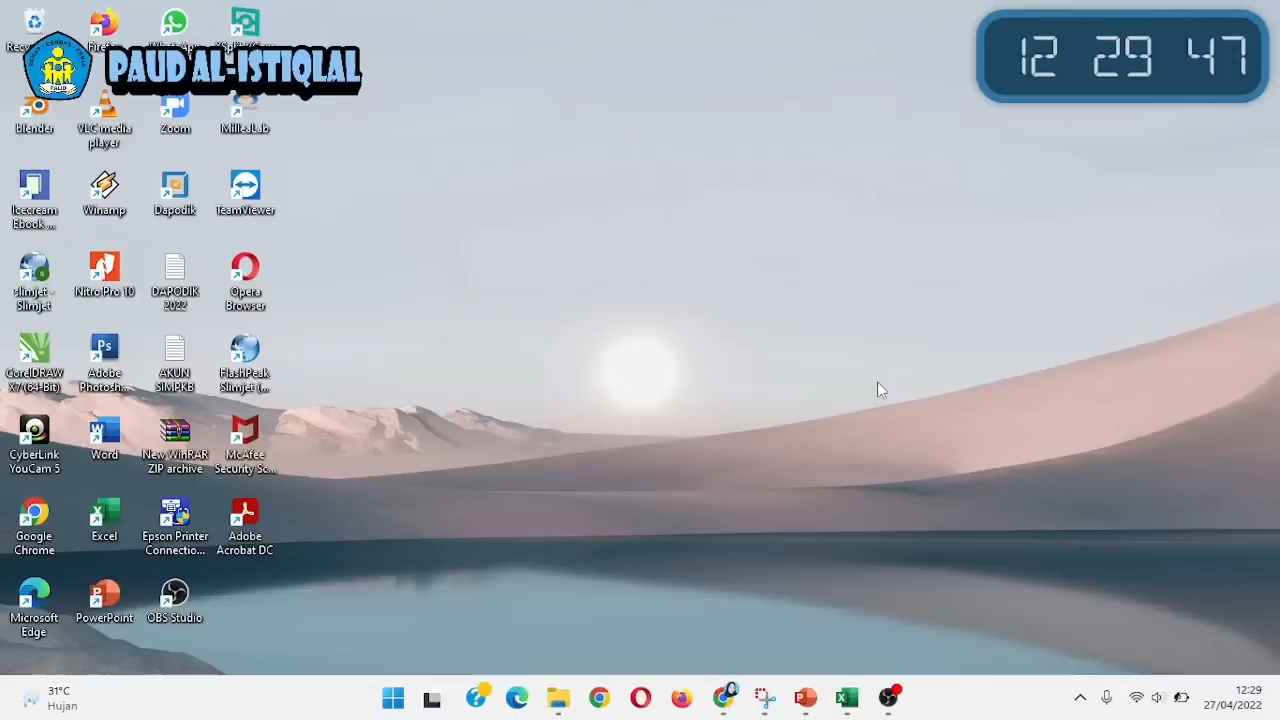 PAUD AL-ISTIQLAL
PAUD
12 29 47
Firefox
blender
VLC media
player
Zoom
MilleaLab
Icecream
Ebook ...
Winamp
Dapodik
TeamViewer
slimjet -
Slimjet
Nitro Pro 10
DAPODIK
2022
Opera
Browser
CorelDRAW
X7 (64-Bit)
Adobe
Photosh...
AKUN
SIMPKB
FlashPeak
Slimjet (...
CyberLink
YouCam 5
Word
New WinRAR
ZIP archive
McAfee
Security Sc...
Google
Chrome
Excel
Epson Printer
Connectio...
Adobe
Acrobat DC
Microsoft
Edge
PowerPoint
OBS Studio
31°C
Hujan
12:29
27/04/2022